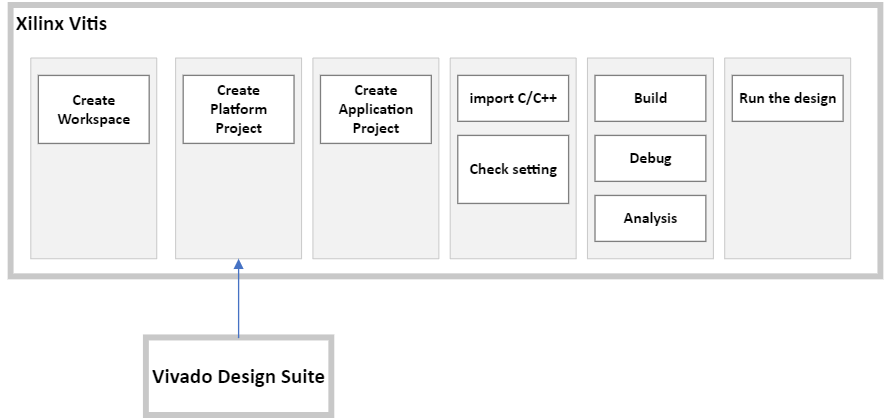 Xilinx Vitis
Create
Workspace
Create
Platform
Project
Create
Application
Project
import C/C++
Check setting
Build
Debug
Analysis
Run the design
Vivado Design Suite